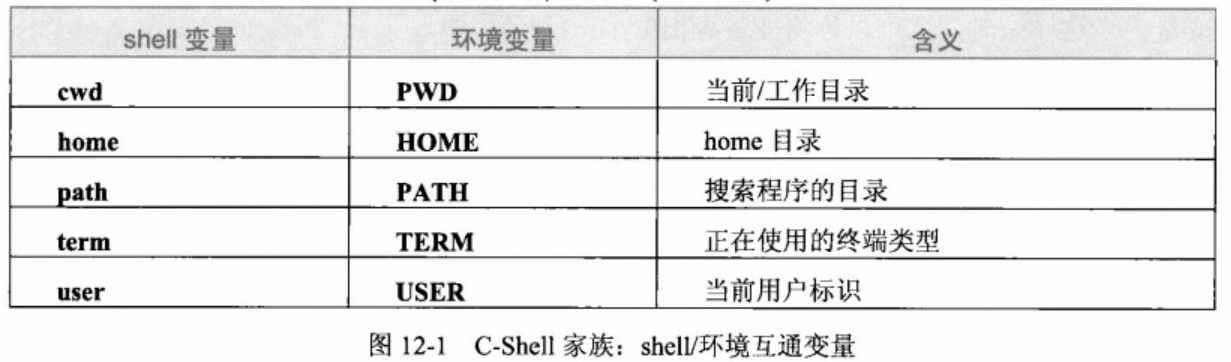 shell 变量 环境变量 含义
cwd PWD 当前/工作目录
home HOME home 目录
path PATH 搜索程序的目录
term TERM 正在使用的终端类型
user USER 当前用户标识
图 12-1 C-Shell 家族：shell/环境互通变量